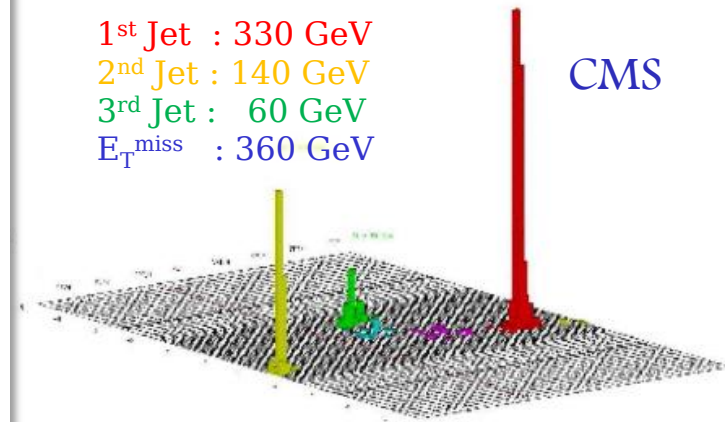 1st Jet : 330 GeV
2nd Jet : 140 GeV
3rd Jet : 60 GeV
ETmiss : 360 GeV
CMS